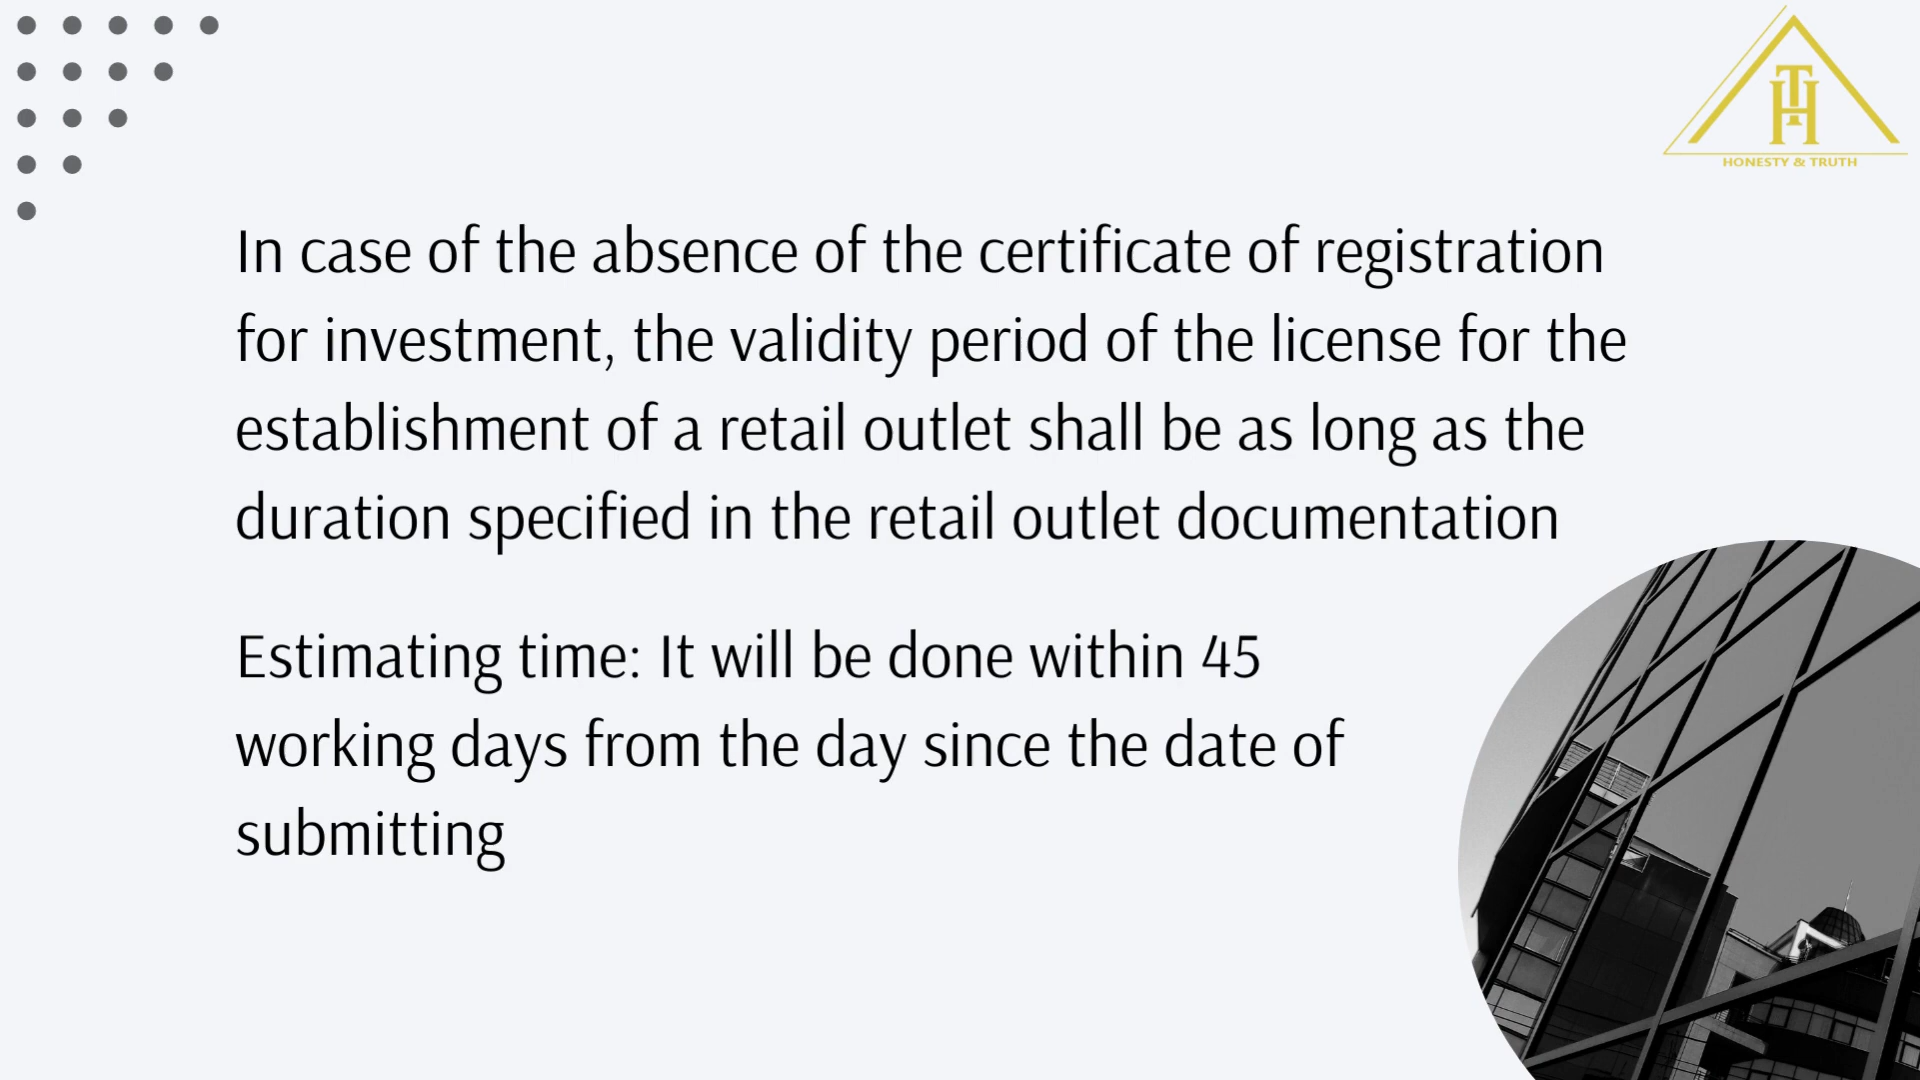 TH
HONESTY & TRUTH
In case of the absence of the certificate of registration
for investment, the validity period of the license for the
establishment of a retail outlet shall be as long as the
duration specified in the retail outlet documentation
Estimating time: It will be done within 45
working days from the day since the date of
submitting